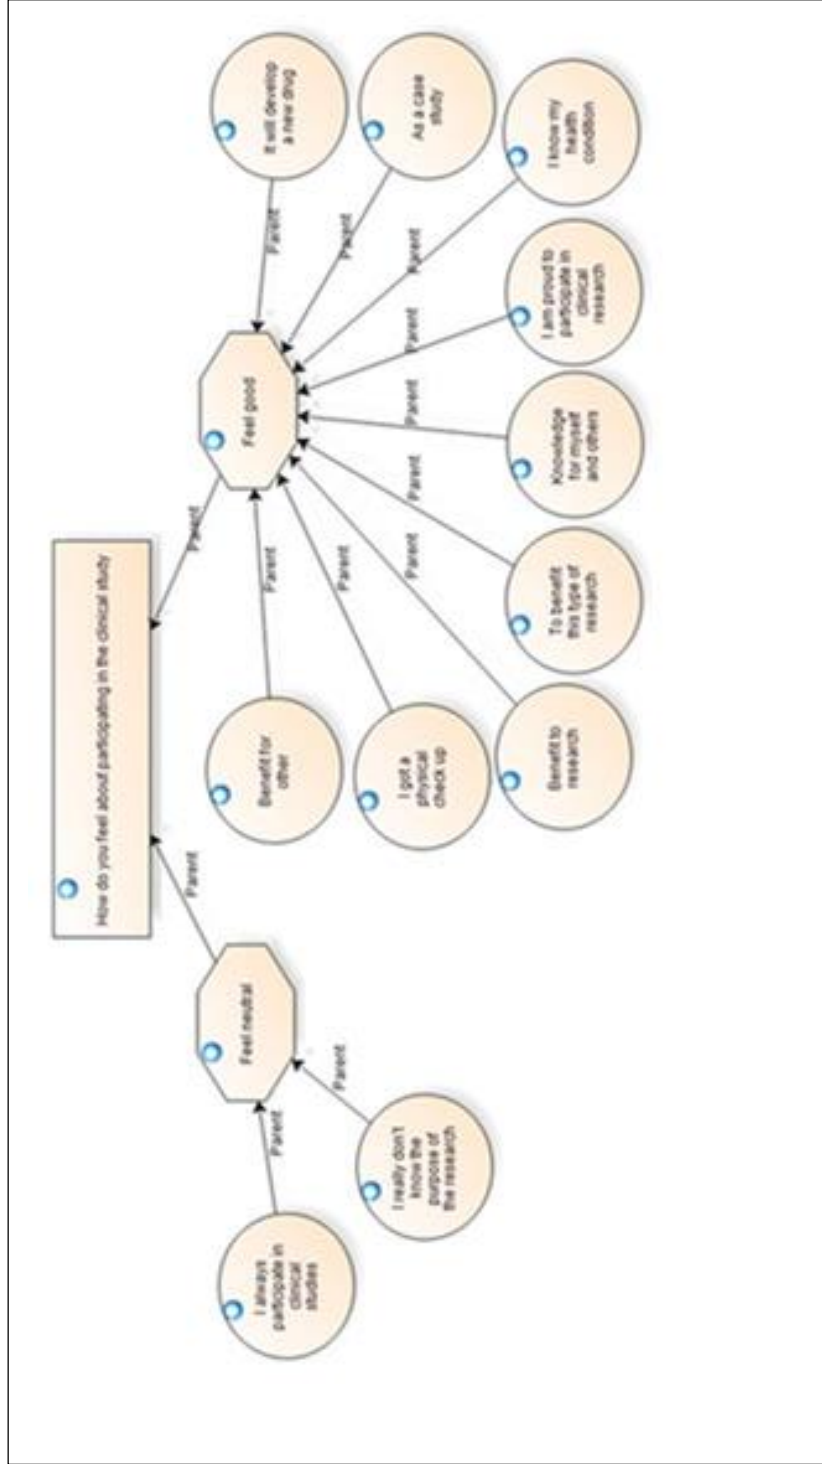 How do you feel about participating in the clinical study
Parent
Parent
Feel neutral
Feel good
Parent
Parent
I always
participate in
clinical
studies
I really don't
know the
purpose of
the research
Parent
Parent
Parent
Parent
Parent
Parent
Parent
Parent
Parent
Benefit for
other
I got a
physical
check up
Benefit to
research
To benefit
this type of
research
Knowledge
for myself
and others
I am proud to
participate in
clinical
research
I know my
health
condition
As a case
study
It will develop
a new drug